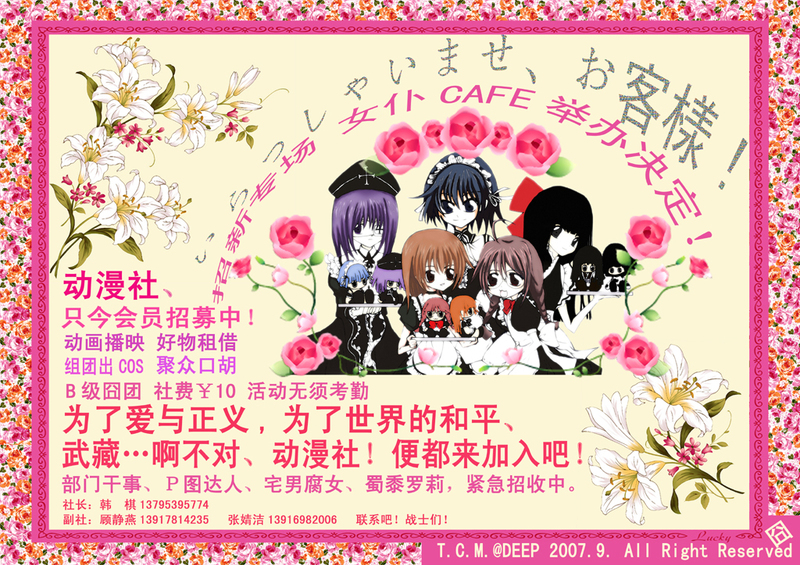 いらっしゃいませ、お客様！
招新专场 女仆 CAFE 举办决定！
动漫社、
只今会员招募中！
动画播映 好物租借
组团出COS 聚众口胡
B级囧团 社费￥10 活动无须考勤
为了爱与正义,为了世界的和平、
武藏…啊不对、动漫社！便都来加入吧！
部门干事、P图达人、宅男腐女、蜀黍罗莉，紧急招收中。
社长：韩 棋 13795395774
副社：顾静燕 13917814235 张婧洁 13916982006 联系吧！战士们！
Lucky
囧
T.C.M.@DEEP 2007.9. All Right Reserved